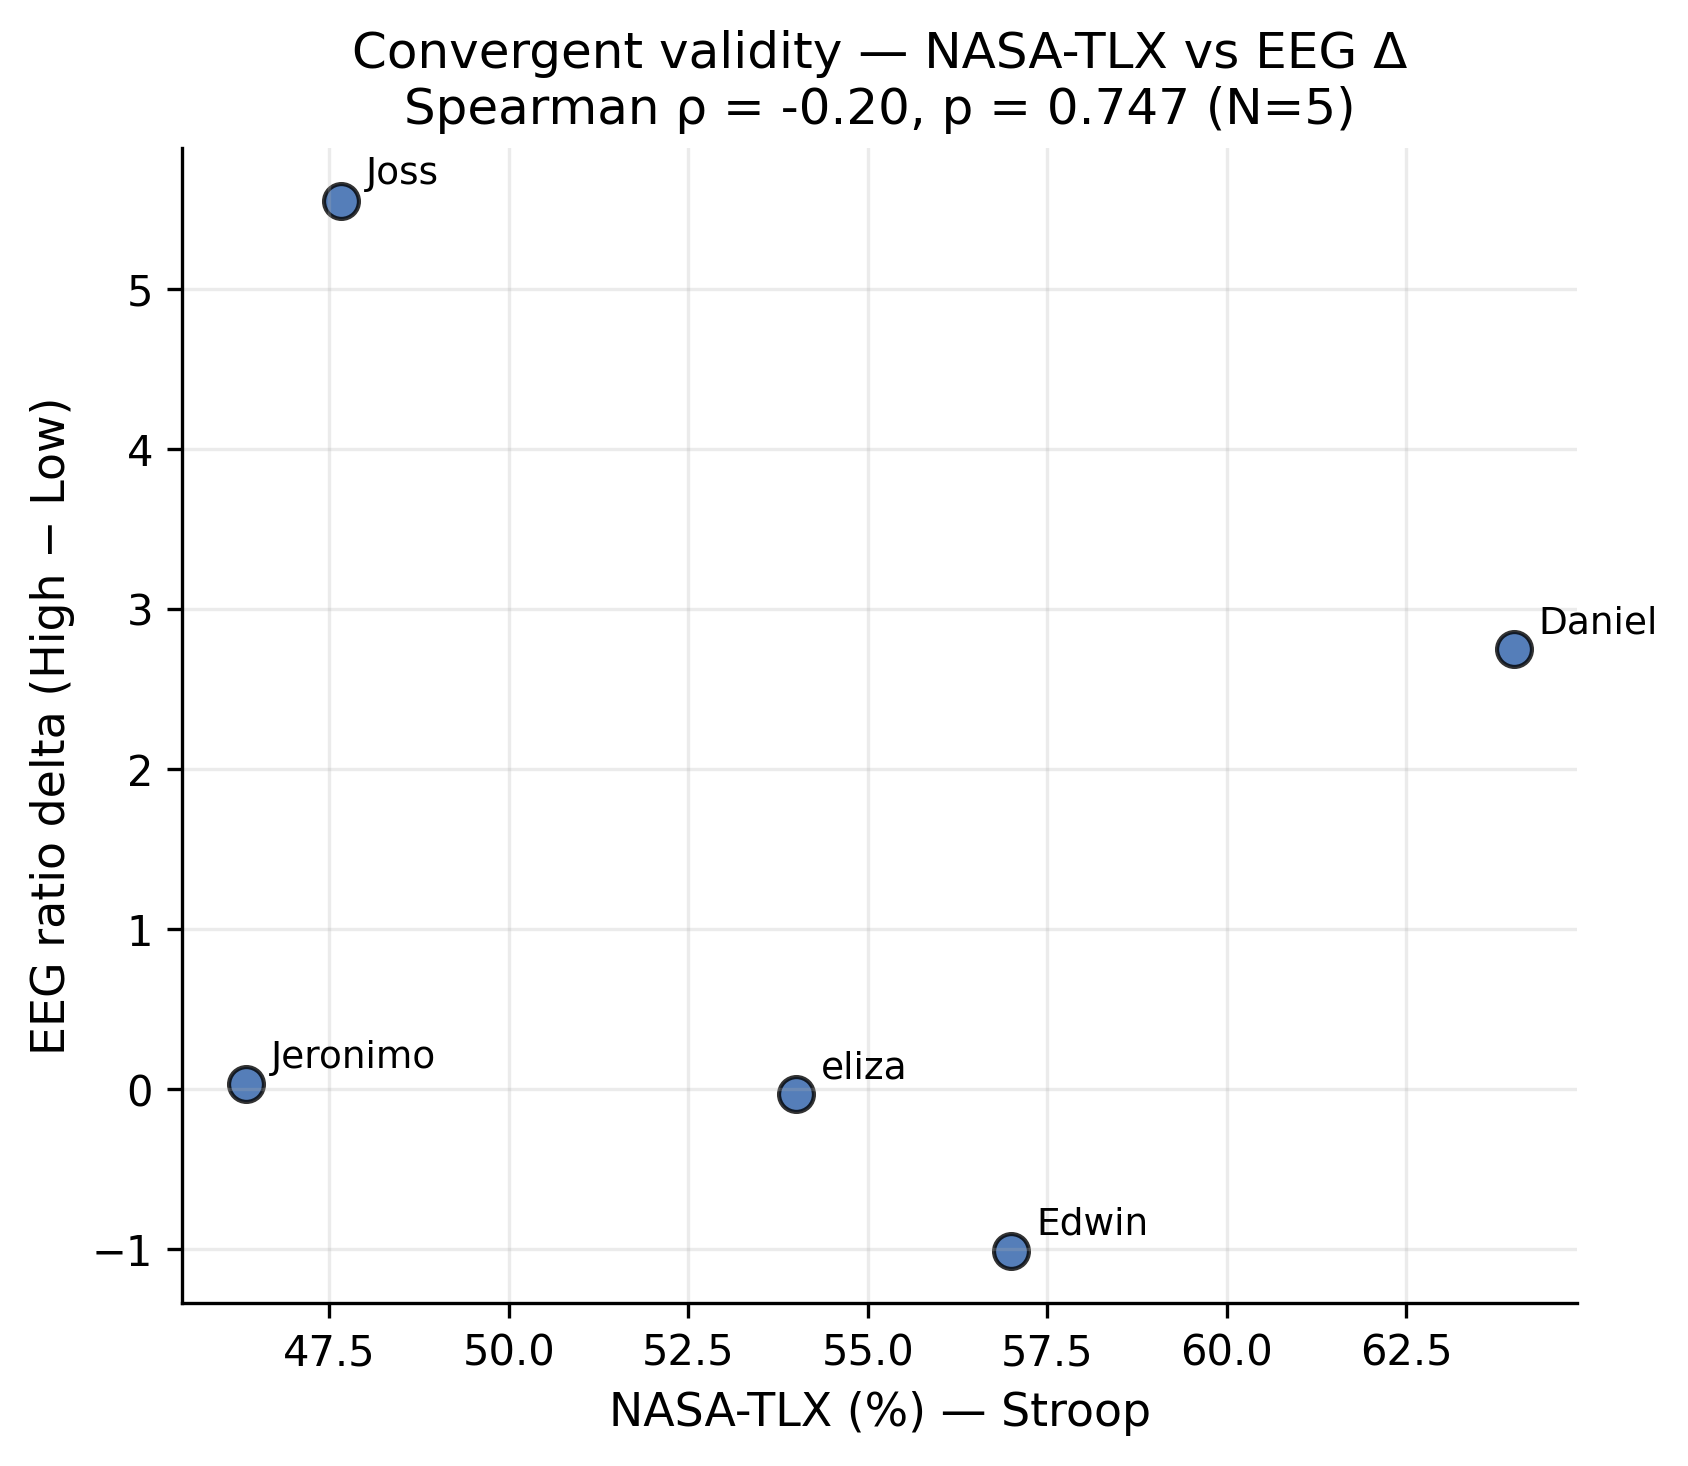 Convergent validity — NASA-TLX vs EEG Δ
Spearman ρ = -0.20, p = 0.747 (N=5)
Joss
5
4
EEG ratio delta (High − Low)
3
Daniel
2
1
Jeronimo
eliza
0
Edwin
−1
47.5 50.0 52.5 55.0 57.5 60.0 62.5
NASA-TLX (%) — Stroop